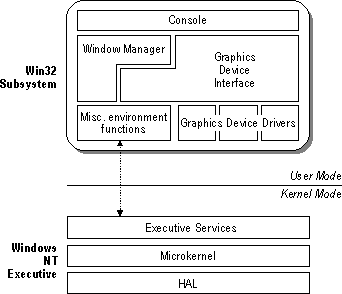 Console
Win32
Subsystem
Window Manager
Graphics
Device
Interface
Misc. environment
functions
Graphics Device Drivers
User Mode
Kernel Mode
Windows
NT
Executive
Executive Services
Microkernel
HAL